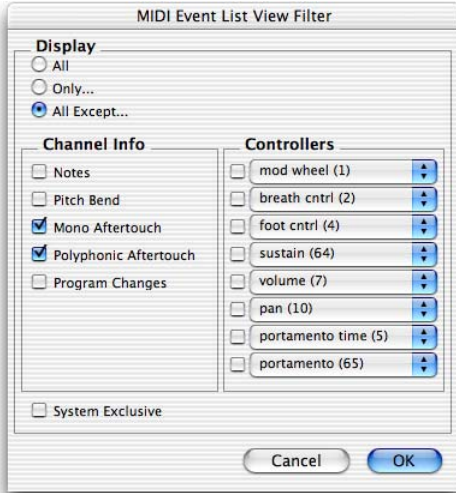 MIDI Event List View Filter
Display
All
Only...
All Except...
Channel Info
Notes
Pitch Bend
Mono Aftertouch
Polyphonic Aftertouch
Program Changes
Controllers
mod wheel (1)
breath cntrl (2)
foot cntrl (4)
sustain (64)
volume (7)
pan (10)
portamento time (5)
portamento (65)
System Exclusive
Cancel
OK